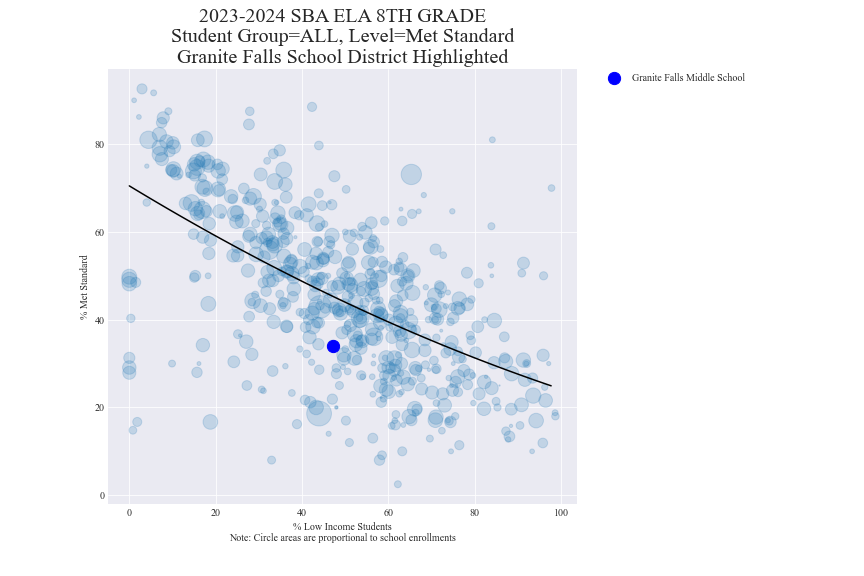 2023-2024 SBA ELA 8TH GRADE
Student Group=ALL, Level=Met Standard
Granite Falls School District Highlighted
Granite Falls Middle School
% Met Standard
80
60
40
20
0
0 20 40 60 80 100
% Low Income Students
Note: Circle areas are proportional to school enrollments